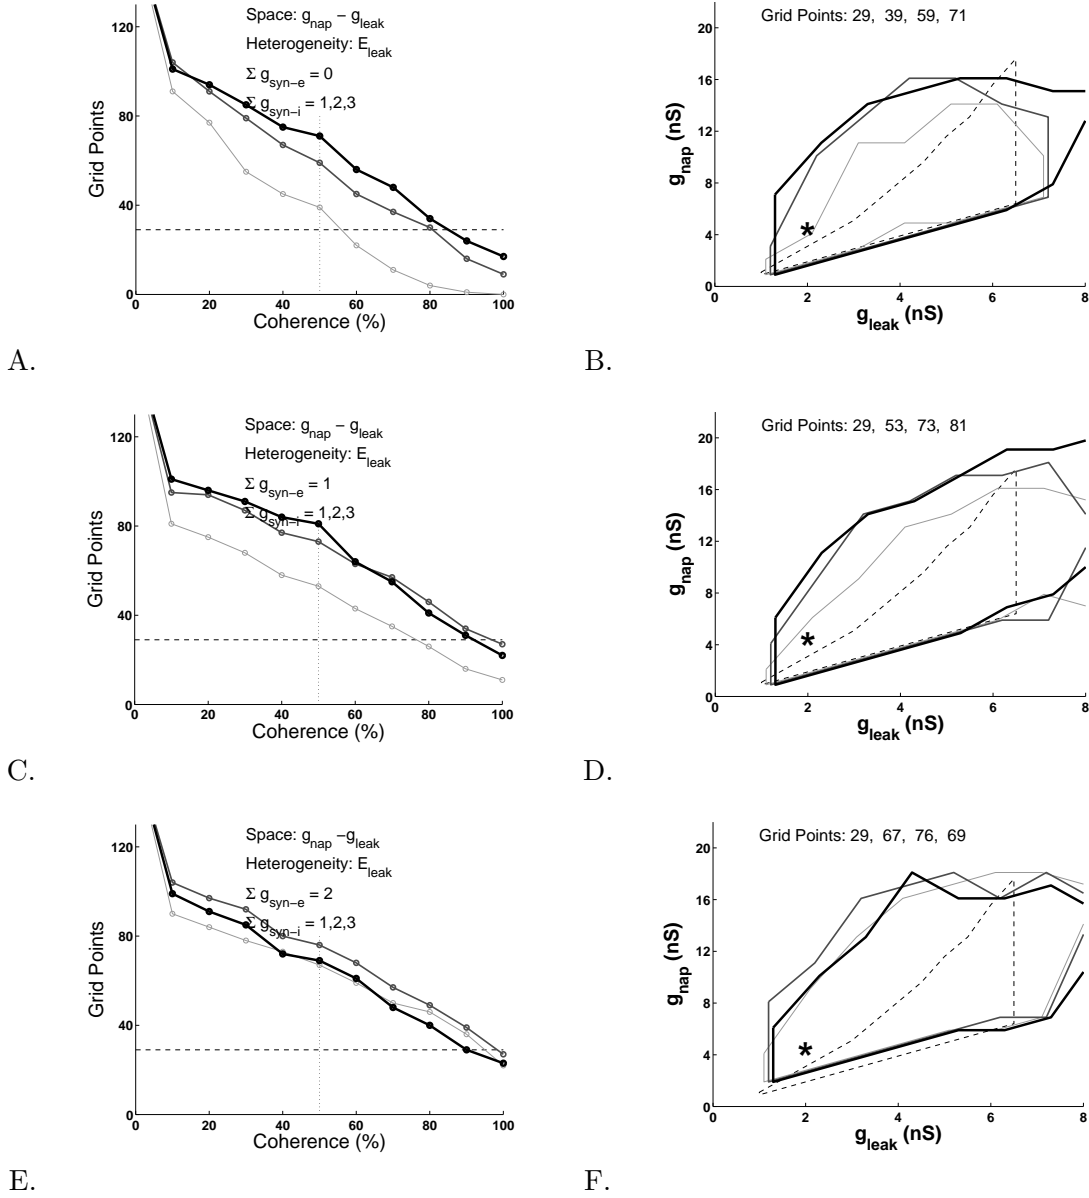 Space: g_nap − g_leak
Heterogeneity: E_leak
Σ g_syn−e = 0
Σ g_syn−i = 1,2,3
120
80
40
0
Grid Points
0 20 40 60 80 100
Coherence (%)
A.
Grid Points: 29, 39, 59, 71
20
16
12
8
4
0
g_nap (nS)
*
0 2 4 6 8
g_leak (nS)
B.
Space: g_nap − g_leak
Heterogeneity: E_leak
Σ g_syn−e = 1
Σ g_syn−i = 1,2,3
120
80
40
0
Grid Points
0 20 40 60 80 100
Coherence (%)
C.
Grid Points: 29, 53, 73, 81
20
16
12
8
4
0
g_nap (nS)
*
0 2 4 6 8
g_leak (nS)
D.
Space: g_nap −g_leak
Heterogeneity: E_leak
Σ g_syn−e = 2
Σ g_syn−i = 1,2,3
120
80
40
0
Grid Points
0 20 40 60 80 100
Coherence (%)
E.
Grid Points: 29, 67, 76, 69
20
16
12
8
4
0
g_nap (nS)
*
0 2 4 6 8
g_leak (nS)
F.